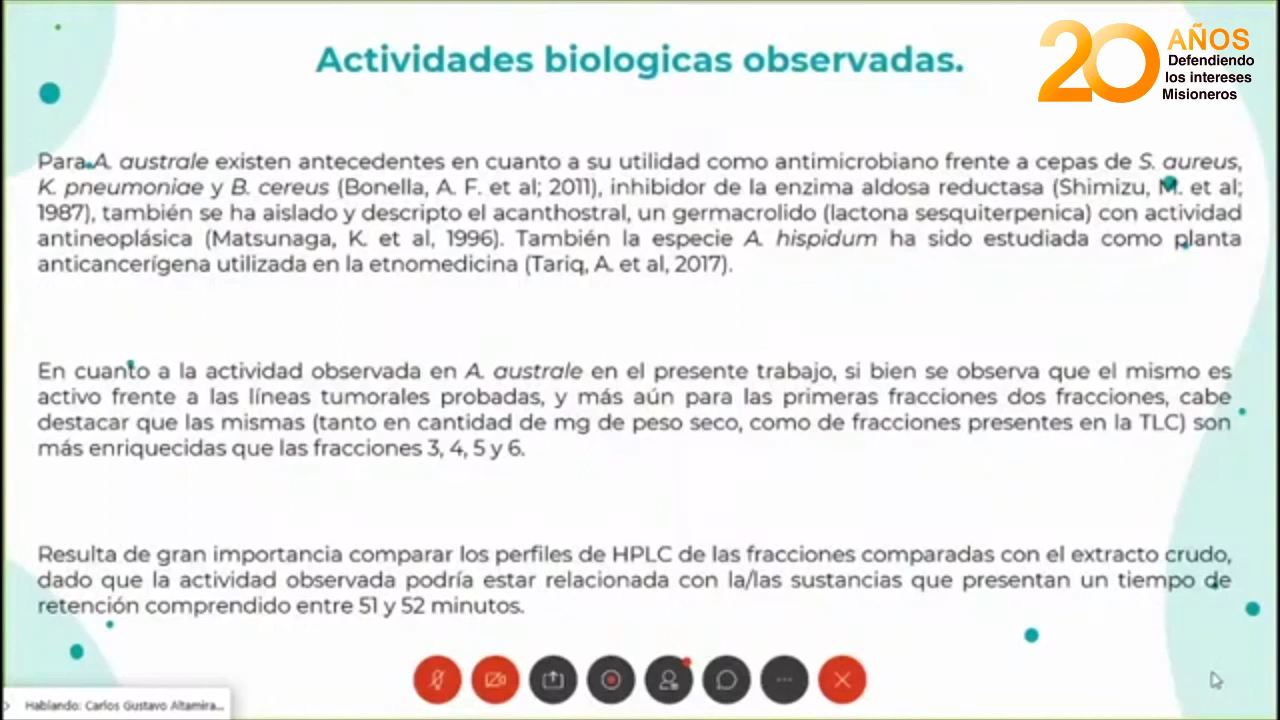 Actividades biologicas observadas.
20 AÑOS
Defendiendo
los intereses
Misioneros
Para A. australe existen antecedentes en cuanto a su utilidad como antimicrobiano frente a cepas de S. aureus,
K. pneumoniae y B. cereus (Bonella, A. F. et al; 2011), inhibidor de la enzima aldosa reductasa (Shimizu, M. et al;
1987), también se ha aislado y descripto el acanthostral, un germacrolido (lactona sesquiterpenica) con actividad
antineoplásica (Matsunaga, K. et al, 1996). También la especie A. hispidum ha sido estudiada como planta
anticancerígena utilizada en la etnomedicina (Tariq, A. et al, 2017).
En cuanto a la actividad observada en A. australe en el presente trabajo, si bien se observa que el mismo es
activo frente a las líneas tumorales probadas, y más aún para las primeras fracciones dos fracciones, cabe
destacar que las mismas (tanto en cantidad de mg de peso seco, como de fracciones presentes en la TLC) son
más enriquecidas que las fracciones 3, 4, 5 y 6.
Resulta de gran importancia comparar los perfiles de HPLC de las fracciones comparadas con el extracto crudo,
dado que la actividad observada podría estar relacionada con la/las sustancias que presentan un tiempo de
retención comprendido entre 51 y 52 minutos.
Hablando: Carlos Gustavo Altamira...